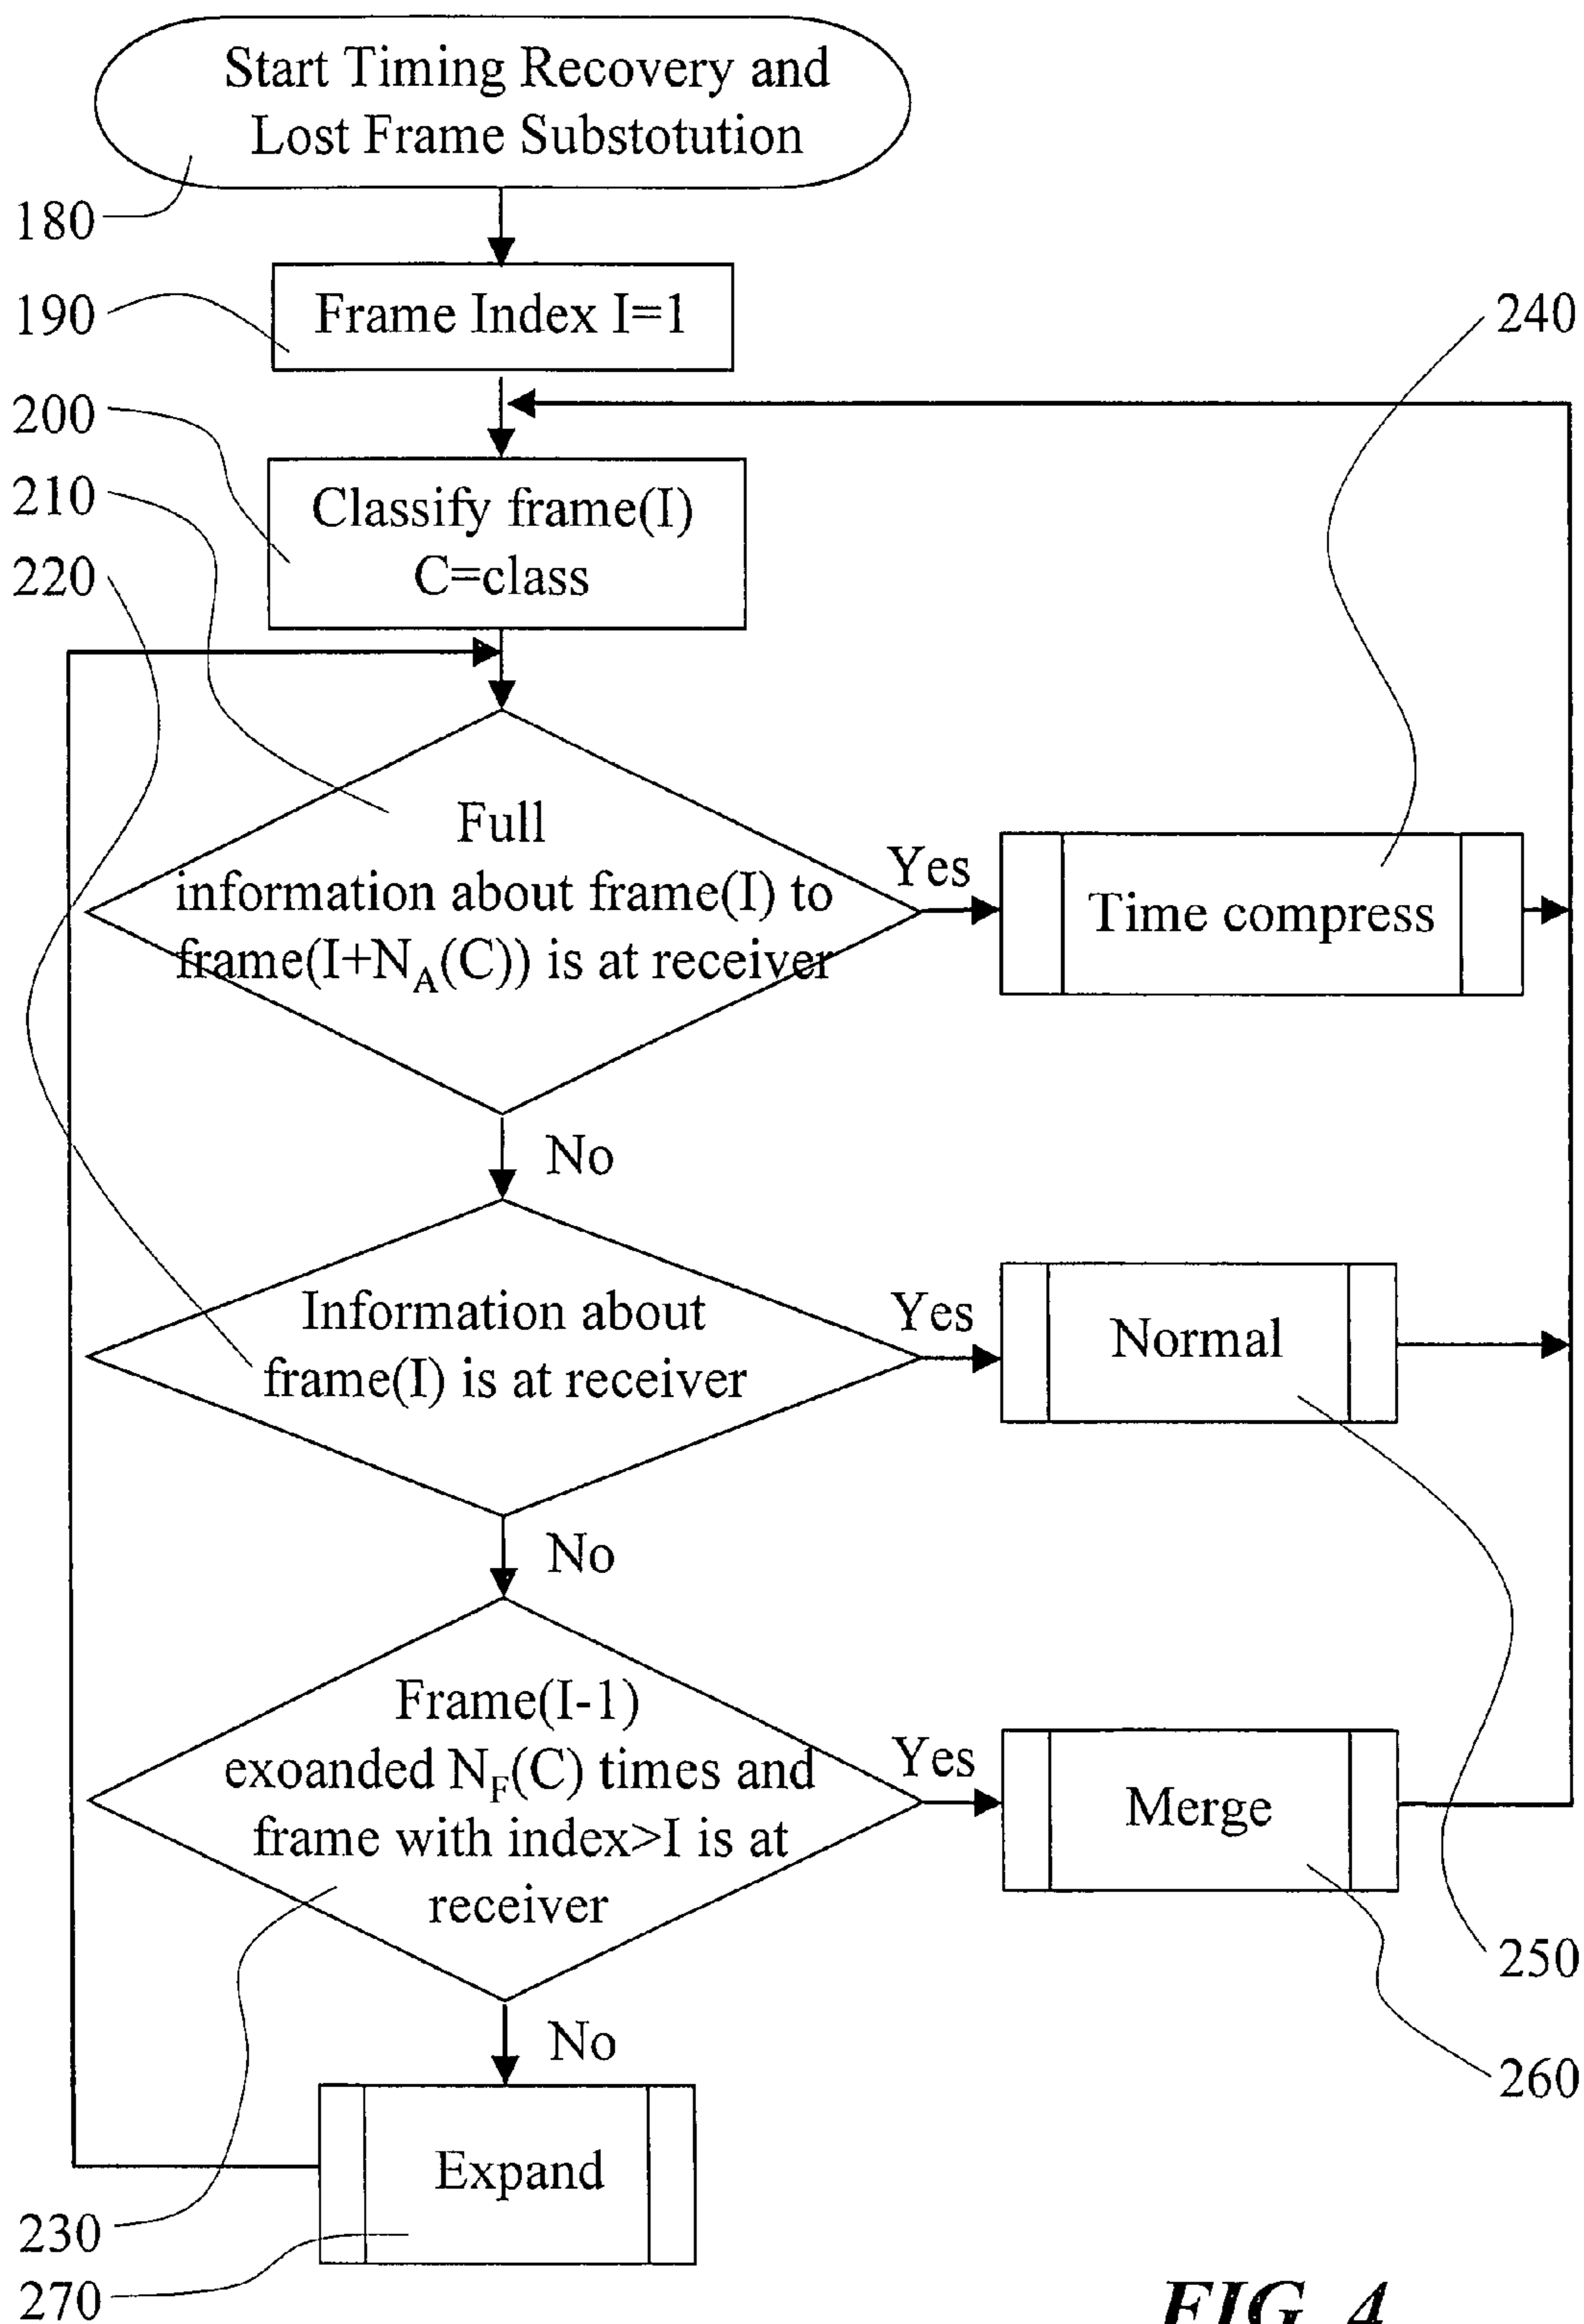 Start Timing Recovery and
Lost Frame Substotution
180
190
Frame Index I=1
240
200
210
Classify frame(I)
C=class
220
Full
information about frame(I) to
frame(I+N_A(C)) is at receiver
Yes
Time compress
No
Information about
frame(I) is at receiver
Yes
Normal
No
Frame(I-1)
exoanded N_F(C) times and
frame with index>I is at
receiver
Yes
Merge
250
No
260
Expand
230
270
FIG. 4